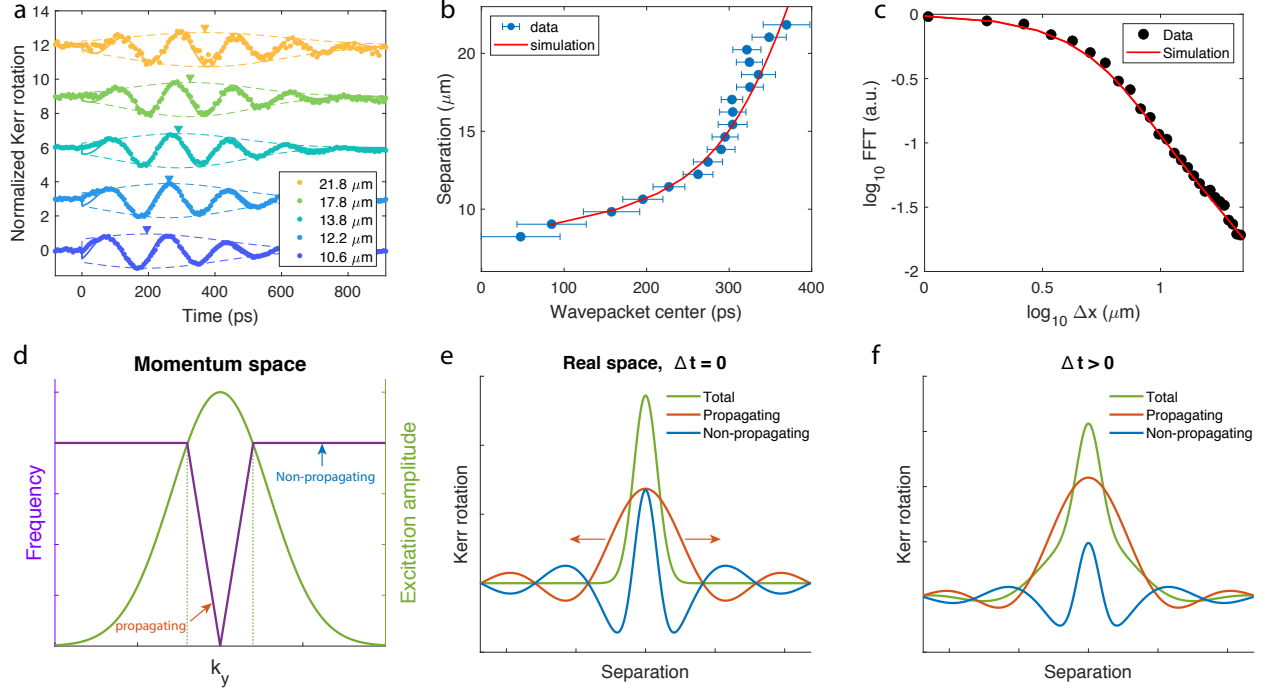 a
Normalized Kerr rotation
12
10
8
6
4
2
0
21.8 μm
17.8 μm
13.8 μm
12.2 μm
10.6 μm
0
200
400
600
800
Time (ps)
b
Separation (μm)
20
15
10
data
simulation
0
100
200
300
400
Wavepacket center (ps)
c
log10 FFT (a.u.)
0
-0.5
-1
-1.5
-2
Data
Simulation
0
0.5
1
log10 Δx (μm)
d
Momentum space
Frequency
Excitation amplitude
Non-propagating
propagating
ky
e
Real space, Δt = 0
Kerr rotation
Total
Propagating
Non-propagating
Separation
f
Δt > 0
Kerr rotation
Total
Propagating
Non-propagating
Separation